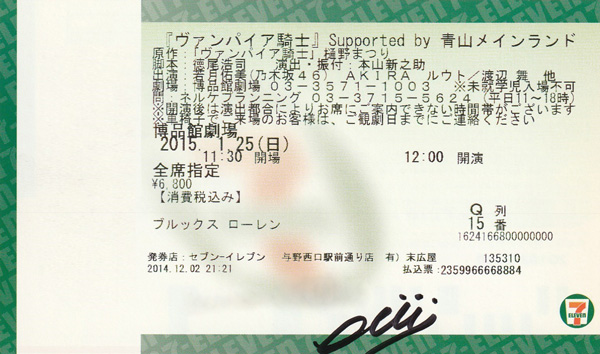 『ヴァンパイア騎士』Supported by 青山メインランド
原作:「ヴァンパイア騎士」樋野まつり
脚本:徳尾浩司 演出・振付:本山新之助
出演:若月佑美(乃木坂46) AKIRA ルウト/渡辺 舞 他
劇場:博品館劇場 03-3571-1003 ※未就学児入場不可
問:ネルケプランニング 03-3715-5624(平日11~18時)
※開演後は演出都合によりお席にご案内できない時間帯がございます
※車椅子でご来場のお客様は、ご観劇日までにご連絡ください
博品館劇場
2015. 1.25(日)
11:30 開場 12:00 開演
全席指定
¥6,800
【消費税込み】
Q 列
ブルックス ローレン 15 番
1624166800000000
発券店:セブン-イレブン 与野西口駅前通り店 有)末広屋 135310
2014.12.02 21:21 払込票:2359966668884
7
ELEVEN